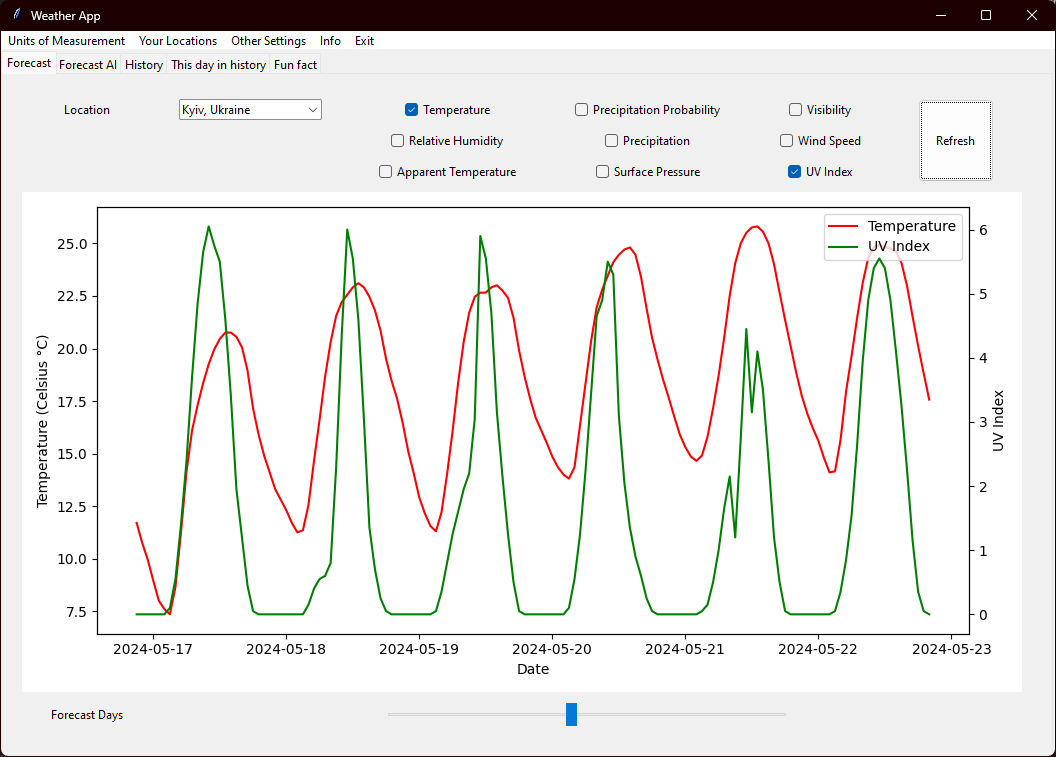 Weather App
Units of Measurement Your Locations Other Settings Info Exit
Forecast Forecast AI History This day in history Fun fact
Location Kyiv, Ukraine Temperature Precipitation Probability Visibility
Relative Humidity Precipitation Wind Speed Refresh
Apparent Temperature Surface Pressure UV Index
Temperature
UV Index
25.0
22.5
20.0
17.5
15.0
12.5
10.0
7.5
Temperature (Celsius °C)
6
5
4
3
2
1
0
UV Index
2024-05-17 2024-05-18 2024-05-19 2024-05-20 2024-05-21 2024-05-22 2024-05-23
Date
Forecast Days